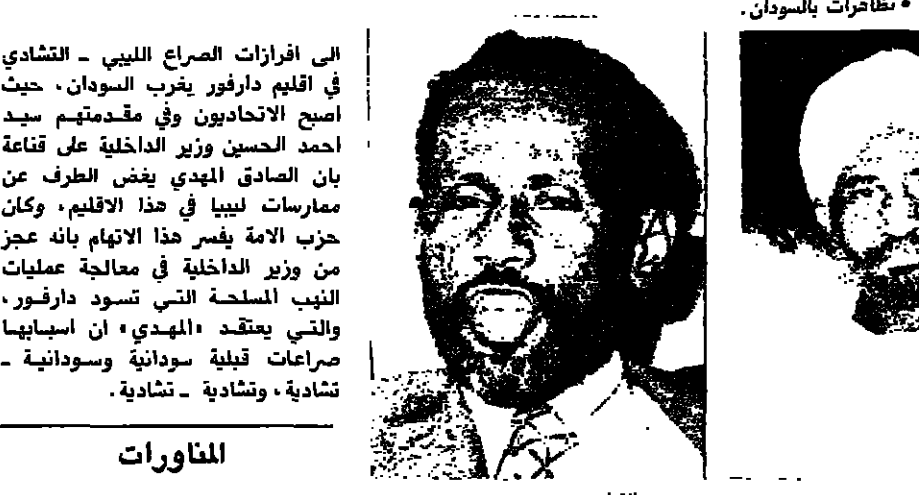 • تظاهرات بالسودان.
الى افرازات الصراع الليبي ـ التشادي
في اقليم دارفور يغرب السودان، حيث
اصبح الاتحاديون وفي مقدمتهم سيد
احمد الحسين وزير الداخلية على قناعة
بان الصادق المهدي يغض الطرف عن
ممارسات ليبيا في هذا الاقليم، وكان
حزب الامة يفسر هذا الاتهام بانه عجز
من وزير الداخلية في معالجة عمليات
النهب المسلحة التي تسود دارفور،
والتي يعتقد «المهدي» ان اسبابها
صراعات قبلية سودانية وسودانية ـ
تشادية، وتشادية ـ تشادية.
المناورات